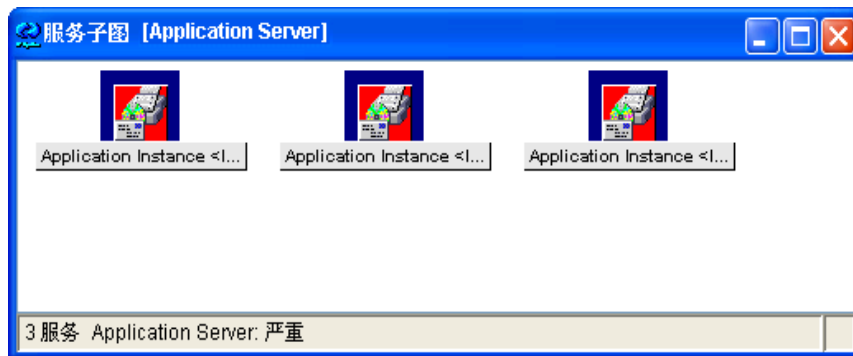 服务子图 [Application Server]
Application Instance <I... Application Instance <I... Application Instance <I...
3 服务 Application Server: 严重